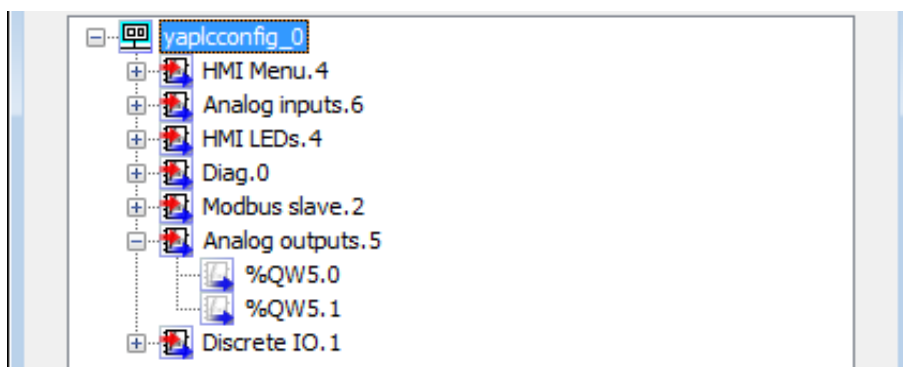 yaplcconfig_0
HMI Menu.4
Analog inputs.6
HMI LEDs.4
Diag.0
Modbus slave.2
Analog outputs.5
%QW5.0
%QW5.1
Discrete IO.1